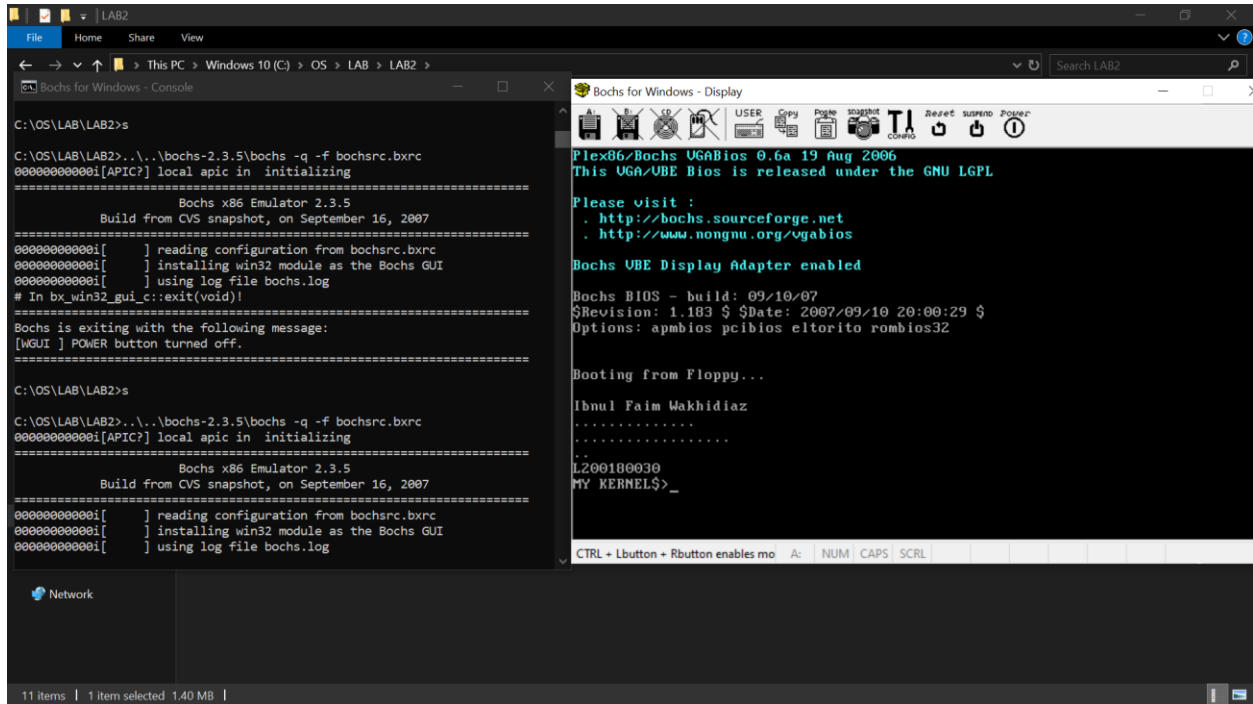 LAB2
File Home Share View
This PC > Windows 10 (C:) > OS > LAB > LAB2 >
Search LAB2
Bochs for Windows - Console
C:\OS\LAB\LAB2>s
C:\OS\LAB\LAB2>..\..\bochs-2.3.5\bochs -q -f bochsrc.bxrc
00000000000i[APIC?] local apic in  initializing
========================================================================
Bochs x86 Emulator 2.3.5
Build from CVS snapshot, on September 16, 2007
========================================================================
00000000000i[     ] reading configuration from bochsrc.bxrc
00000000000i[     ] installing win32 module as the Bochs GUI
00000000000i[     ] using log file bochs.log
# In bx_win32_gui_c::exit(void)!
========================================================================
Bochs is exiting with the following message:
[WGUI ] POWER button turned off.
========================================================================
C:\OS\LAB\LAB2>s
C:\OS\LAB\LAB2>..\..\bochs-2.3.5\bochs -q -f bochsrc.bxrc
00000000000i[APIC?] local apic in  initializing
========================================================================
Bochs x86 Emulator 2.3.5
Build from CVS snapshot, on September 16, 2007
========================================================================
00000000000i[     ] reading configuration from bochsrc.bxrc
00000000000i[     ] installing win32 module as the Bochs GUI
00000000000i[     ] using log file bochs.log
Bochs for Windows - Display
A: B: CD USER Copy Paste snapshot CONFIG Reset SUSPEND Power
Plex86/Bochs VGABios 0.6a 19 Aug 2006
This VGA/VBE Bios is released under the GNU LGPL
Please visit :
. http://bochs.sourceforge.net
. http://www.nongnu.org/vgabios
Bochs VBE Display Adapter enabled
Bochs BIOS - build: 09/10/07
$Revision: 1.183 $ $Date: 2007/09/10 20:00:29 $
Options: apmbios pcibios eltorito rombios32
Booting from Floppy...
Ibnul Faim Wakhidiaz
..............
..................
..
L200180030
MY KERNEL$>_
CTRL + Lbutton + Rbutton enables mo A: NUM CAPS SCRL
Network
11 items 1 item selected 1.40 MB